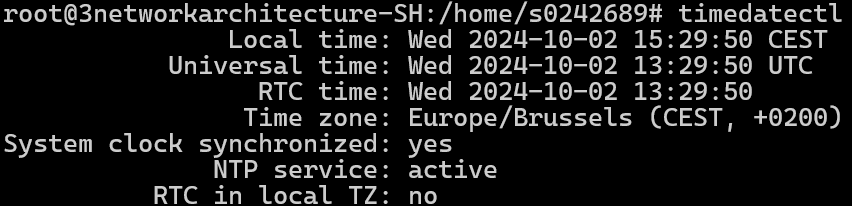 root@3networkarchitecture-SH:/home/s0242689# timedatectl
Local time: Wed 2024-10-02 15:29:50 CEST
Universal time: Wed 2024-10-02 13:29:50 UTC
RTC time: Wed 2024-10-02 13:29:50
Time zone: Europe/Brussels (CEST, +0200)
System clock synchronized: yes
NTP service: active
RTC in local TZ: no